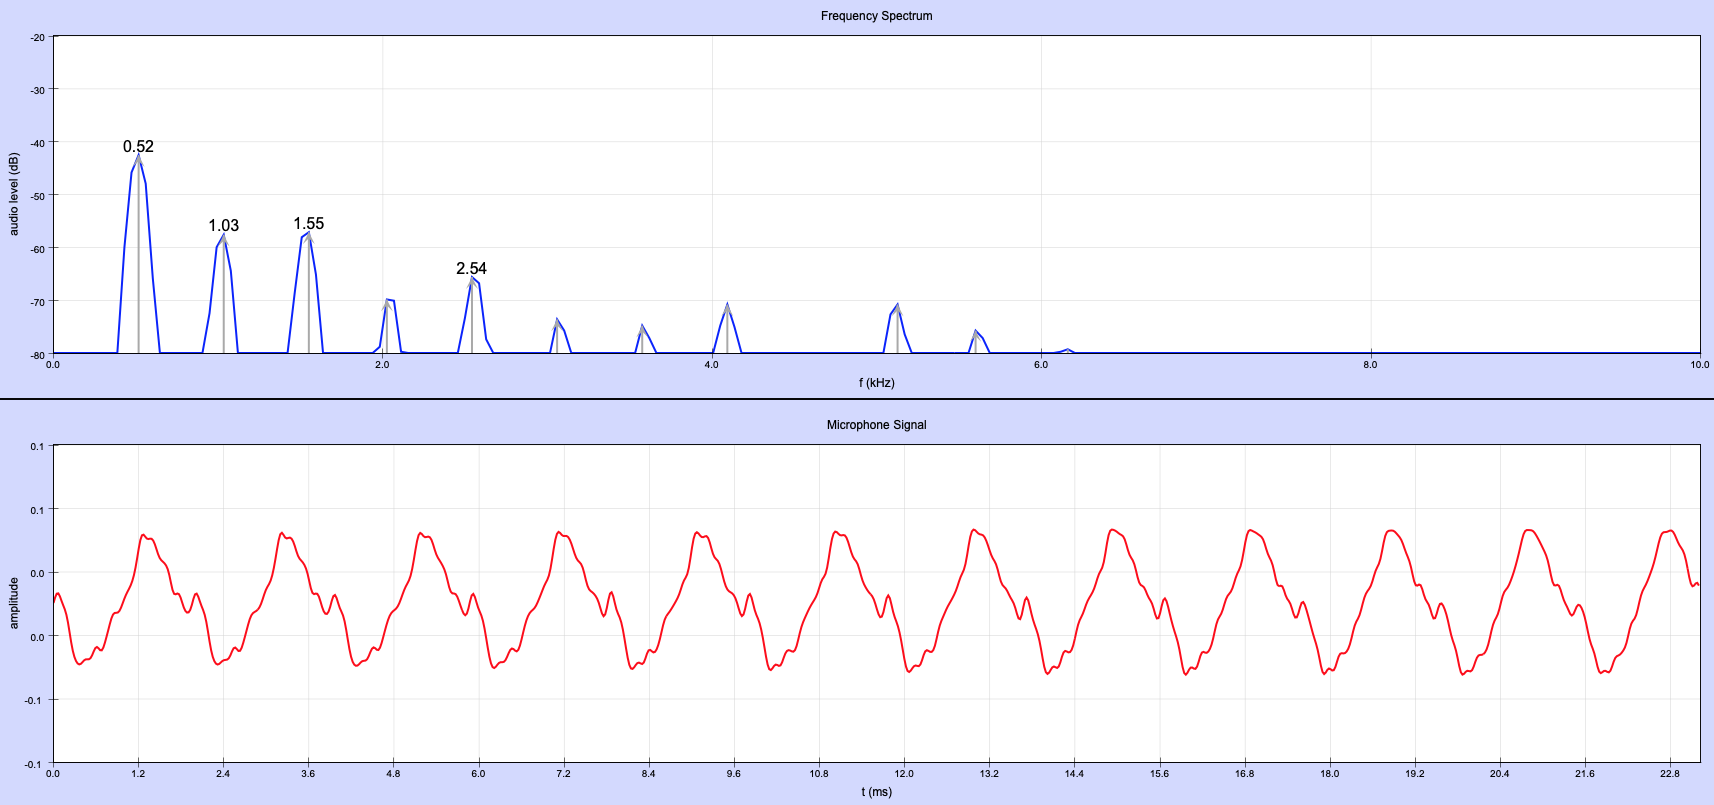 Frequency Spectrum
-20
-30
-40
-50
-60
-70
-80
audio level (dB)
0.52
1.03
1.55
2.54
0.0 2.0 4.0 6.0 8.0 10.0
f (kHz)
Microphone Signal
0.1
0.1
0.0
0.0
-0.1
-0.1
amplitude
0.0 1.2 2.4 3.6 4.8 6.0 7.2 8.4 9.6 10.8 12.0 13.2 14.4 15.6 16.8 18.0 19.2 20.4 21.6 22.8
t (ms)